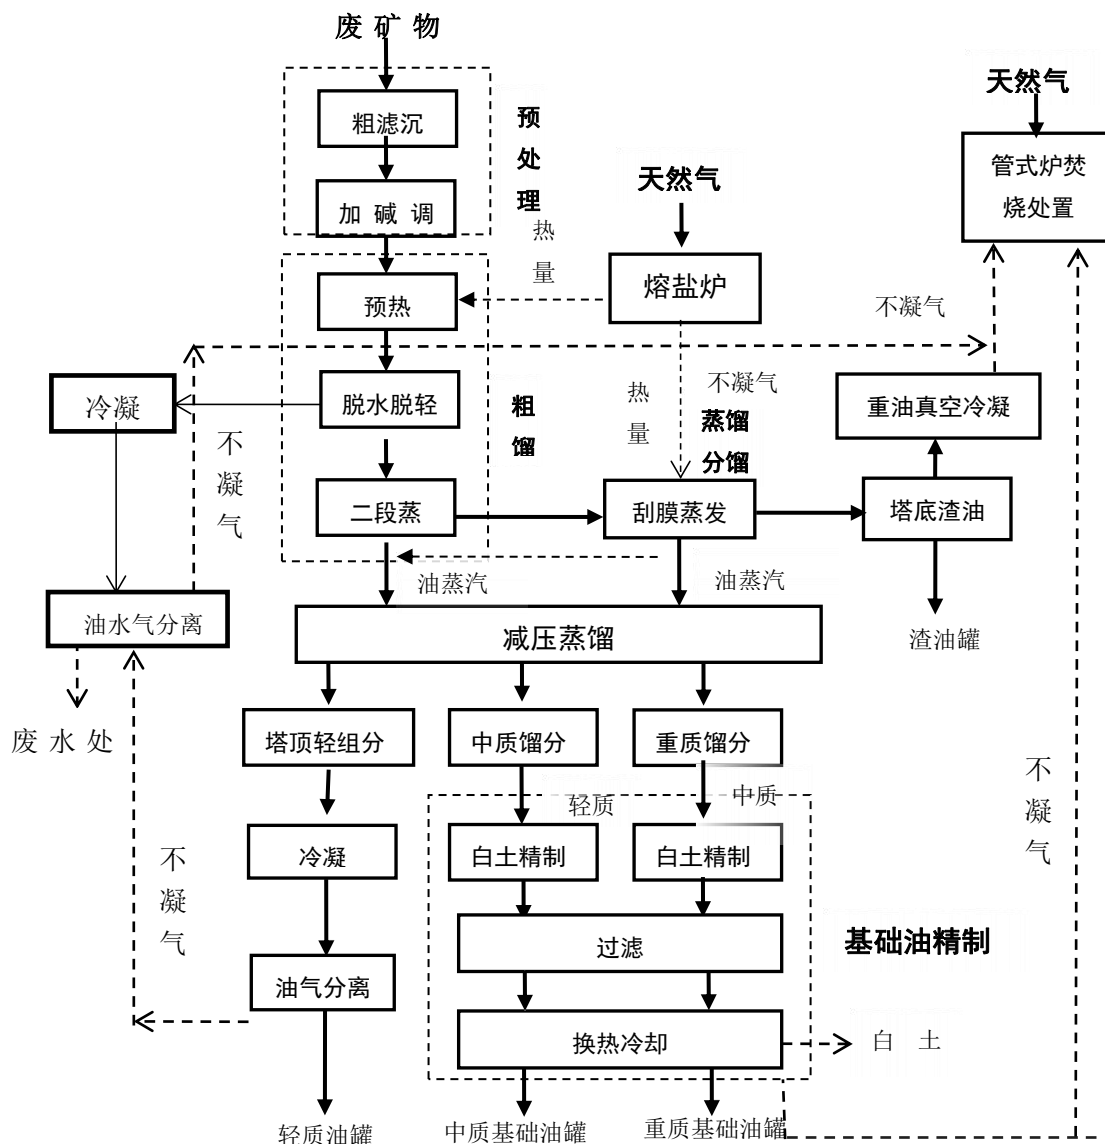 废 矿 物
天然气
粗滤沉
预
处
理
管式炉焚
烧处置
天然气
加 碱 调
热
量
熔盐炉
预热
不凝气
冷凝
脱水脱轻
粗
馏
热
量
不凝气
蒸馏
分馏
重油真空冷凝
不
凝
气
二段蒸
刮膜蒸发
塔底渣油
油蒸汽
油蒸汽
油水气分离
减压蒸馏
渣油罐
废 水 处
塔顶轻组分
中质馏分
重质馏分
不
凝
气
轻质
中质
冷凝
白土精制
白土精制
不
凝
气
过滤
基础油精制
油气分离
换热冷却
白 土
轻质油罐
中质基础油罐
重质基础油罐